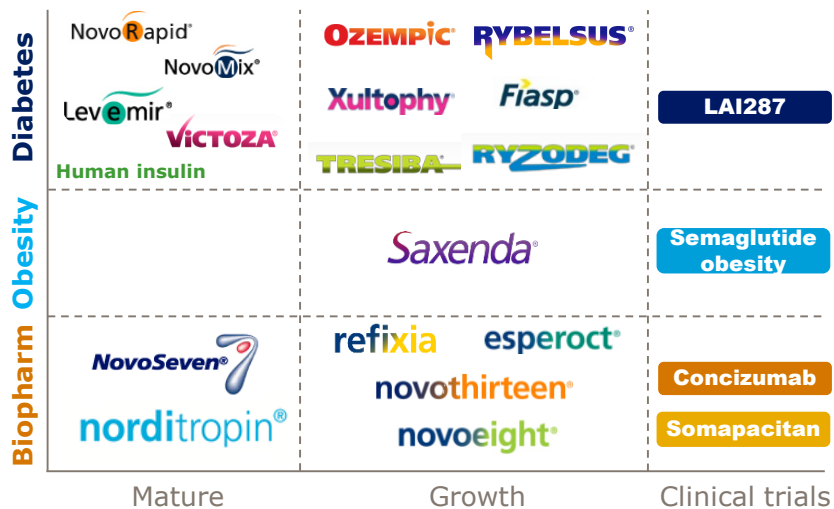 Diabetes
NovoRapid®
NovoMix®
Levemir®
VICTOZA®
Human insulin
OZEMPIC®
RYBELSUS®
Xultophy®
Fiasp®
TRESIBA®
RYZODEG®
LAI287
Obesity
Saxenda®
Semaglutide
obesity
Biopharm
NovoSeven®
norditropin®
refixia
esperoct®
novothirteen®
novoeight®
Concizumab
Somapacitan
Mature
Growth
Clinical trials